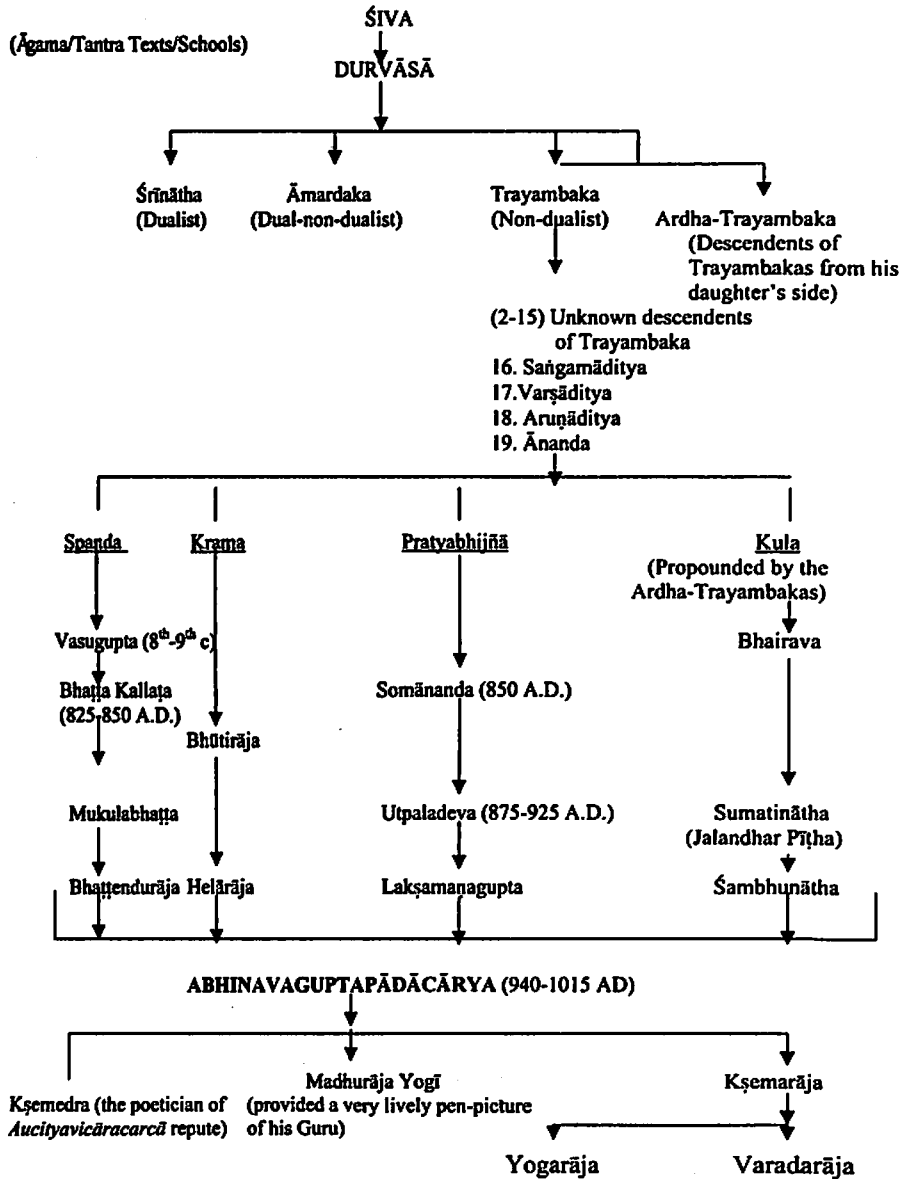 ŚIVA
(Āgama/Tantra Texts/Schools)
DURVĀSĀ
Śrīnātha
(Dualist)
Āmardaka
(Dual-non-dualist)
Trayambaka
(Non-dualist)
Ardha-Trayambaka
(Descendents of
Trayambakas from his
daughter's side)
(2-15) Unknown descendents
of Trayambaka
16. Saṅgamāditya
17.Varṣāditya
18. Aruṇāditya
19. Ānanda
Spanda
Krama
Pratyabhijñā
Kula
(Propounded by the
Ardha-Trayambakas)
Vasugupta (8th-9th c)
Bhairava
Bhaṭṭa Kallaṭa
(825-850 A.D.)
Somānanda (850 A.D.)
Bhūtirāja
Mukulabhaṭṭa
Utpaladeva (875-925 A.D.)
Sumatinātha
(Jalandhar Pīṭha)
Bhaṭṭendurāja
Helārāja
Lakṣamaṇagupta
Śambhunātha
ABHINAVAGUPTAPĀDĀCĀRYA (940-1015 AD)
Kṣemedra (the poetician of
Aucityavicāracarcā repute)
Madhurāja Yogī
(provided a very lively pen-picture
of his Guru)
Kṣemarāja
Yogarāja
Varadarāja